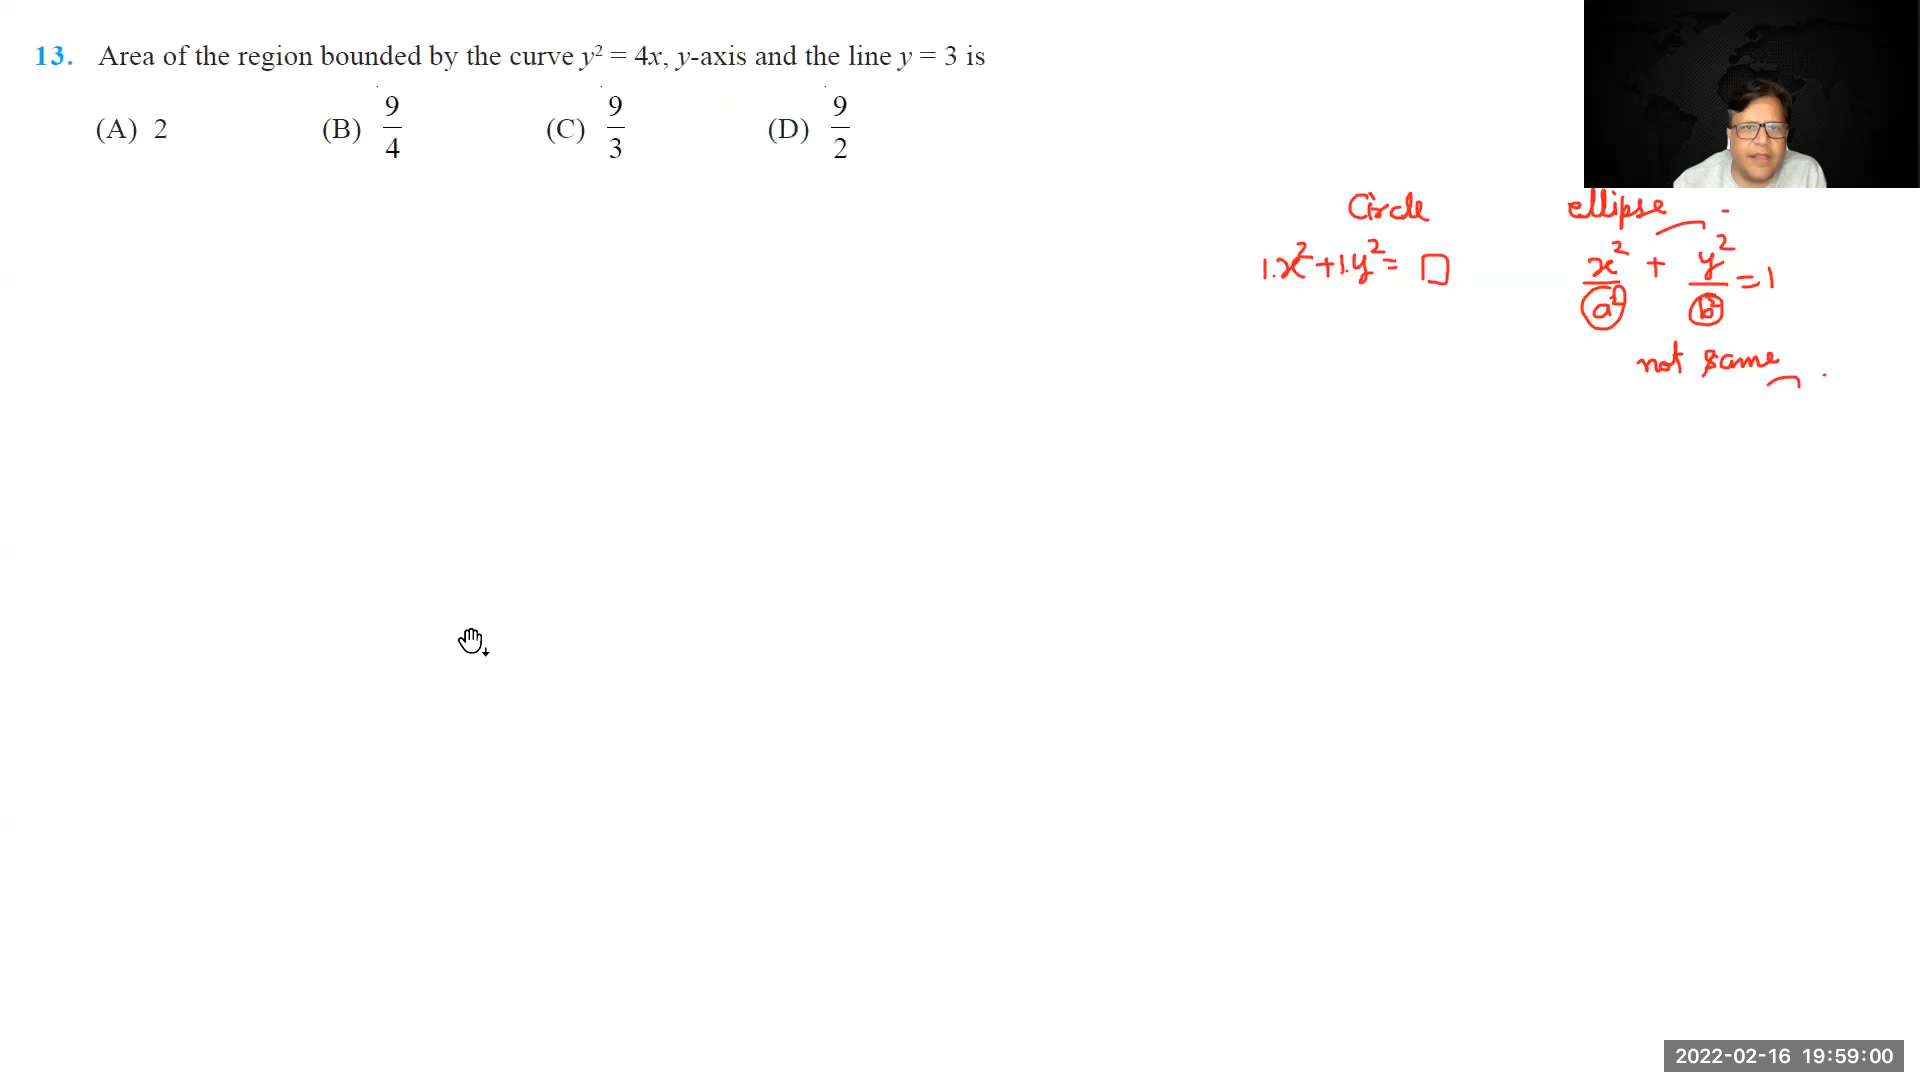 13. Area of the region bounded by the curve y² = 4x, y-axis and the line y = 3 is
(A) 2 (B) 9/4 (C) 9/3 (D) 9/2
Circle ellipse
1.x² + 1.y² = □ x²/a² + y²/b² = 1
not same
2022-02-16 19:59:00